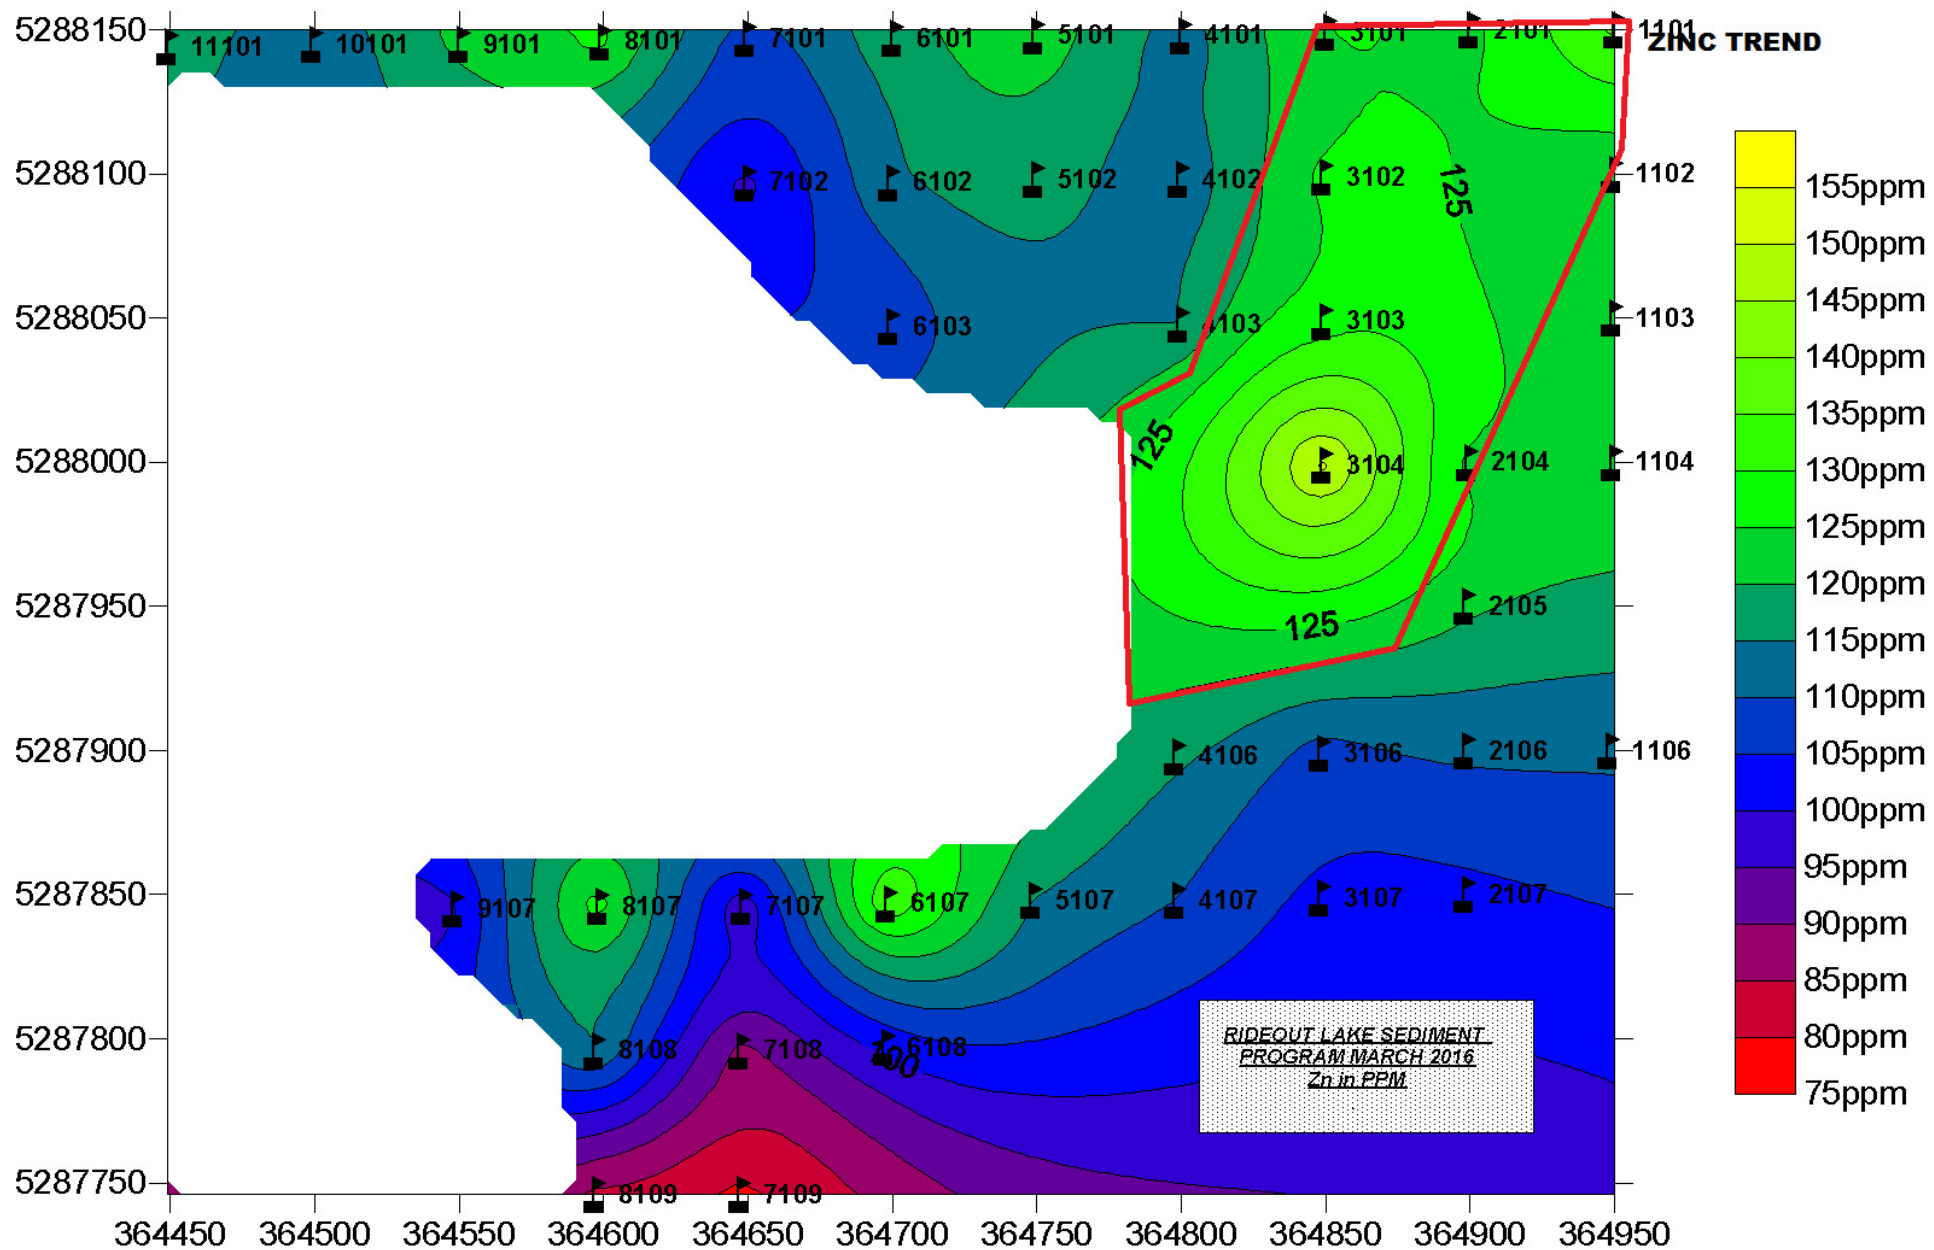 5288150
11101 10101 9101 8101 7101 6101 5101 4101 3101 2101 1101
ZINC TREND
5288100
7102 6102 5102 4102 3102 125 1102
5288050
6103 4103 3103 1103
125
5288000
3104 2104 1104
5287950
2105
125
5287900
4106 3106 2106 1106
5287850
9107 8107 7107 6107 5107 4107 3107 2107
5287800
8108 7108 6108
100
RIDEOUT LAKE SEDIMENT
PROGRAM MARCH 2016
Zn in PPM
5287750
8109 7109
364450 364500 364550 364600 364650 364700 364750 364800 364850 364900 364950
155ppm
150ppm
145ppm
140ppm
135ppm
130ppm
125ppm
120ppm
115ppm
110ppm
105ppm
100ppm
95ppm
90ppm
85ppm
80ppm
75ppm